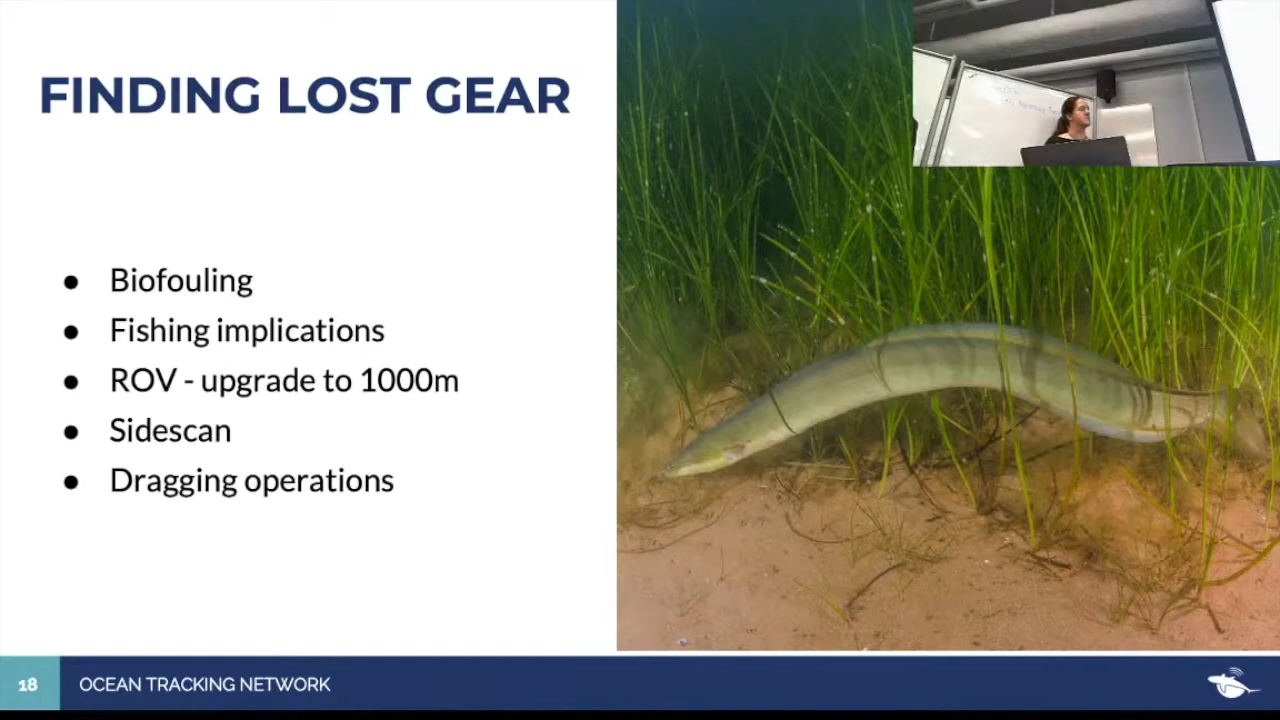 FINDING LOST GEAR
● Biofouling
● Fishing implications
● ROV - upgrade to 1000m
● Sidescan
● Dragging operations
18 OCEAN TRACKING NETWORK